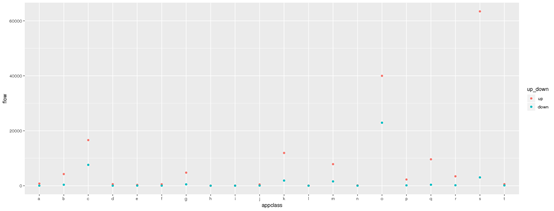 60000
40000
20000
0
flow
a b c d e f g h i j k l m n o p q r s t
appclass
up_down
up
down